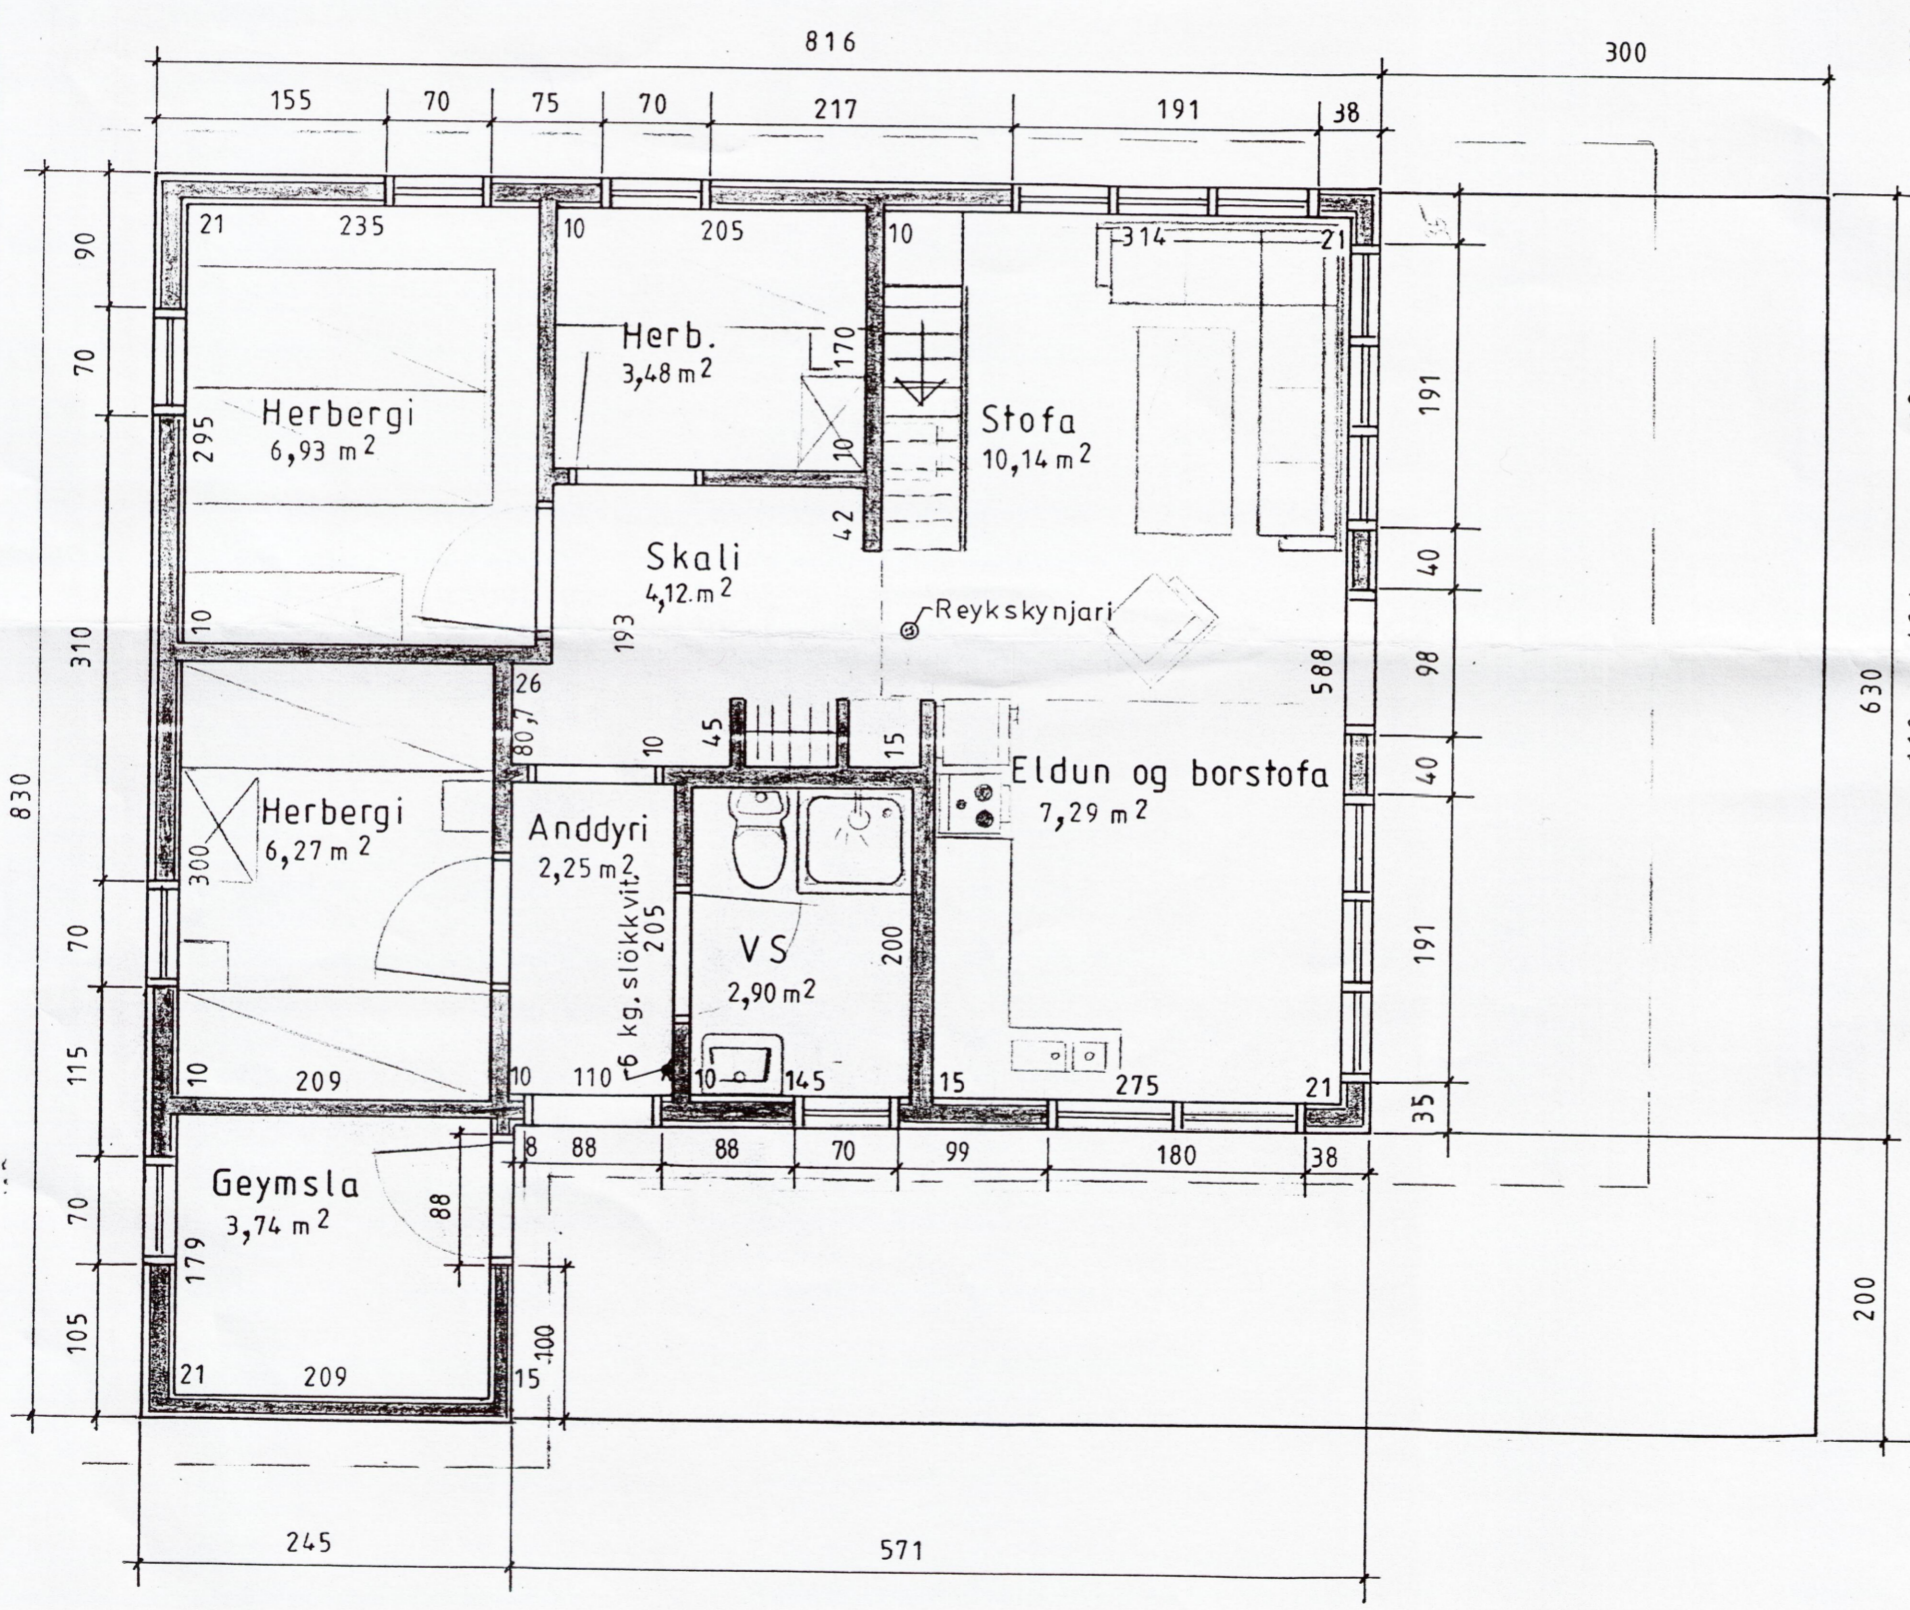 816
300
155 70 75 70 217 191 38
21 235 10 205 10 314 21
90
70
310
70
115
70
105
830
Herb.
3,48 m²
170
10
Herbergi
6,93 m²
295
10
Stofa
10,14 m²
191
40
98
40
191
35
630
200
42
Skali
4,12 m²
193
Reykskynjari
588
26
80,7
10
45
15
Eldun og borstofa
7,29 m²
Herbergi
6,27 m²
300
Anddyri
2,25 m²
6 kg. slökkvit.
205
VS
2,90 m²
200
10 209 10 110 10 145 15 275 21
8 88 88 70 99 180 38
Geymsla
3,74 m²
88
179
100
21 209 15
245 571